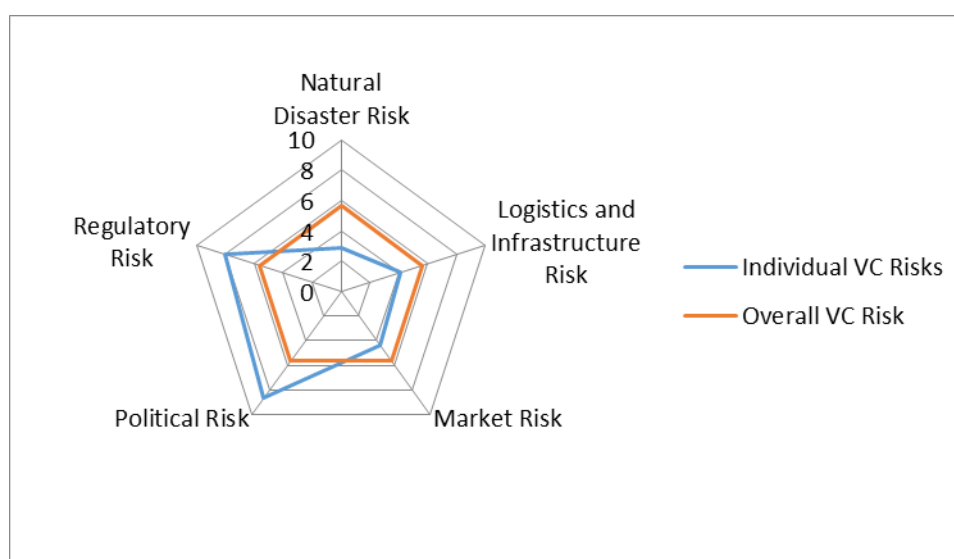 Natural
Disaster Risk
10
8
6
4
2
0
Logistics and
Infrastructure
Risk
Market Risk
Political Risk
Regulatory
Risk
Individual VC Risks
Overall VC Risk